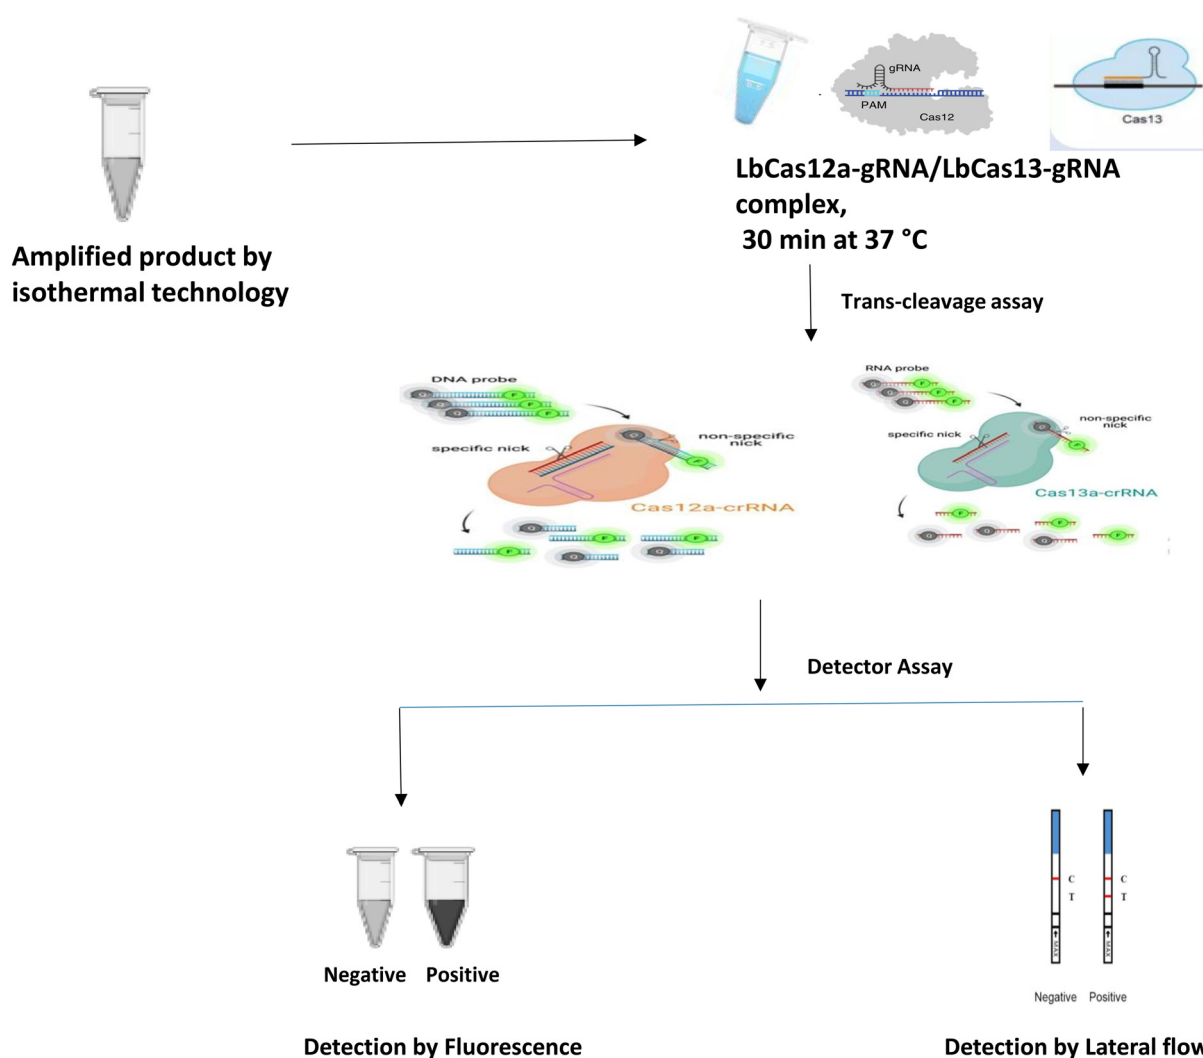 gRNA
PAM
Cas12
Cas13
LbCas12a-gRNA/LbCas13-gRNA
complex,
30 min at 37 °C
Amplified product by
isothermal technology
Trans-cleavage assay
DNA probe
F
F
F
Q
Q
Q
specific nick
Q
non-specific
nick
F
Cas12a-crRNA
Q
F
F
F
Q
Q
RNA probe
Q
F
Q
F
Q
F
specific nick
Q
non-specific
nick
F
Cas13a-crRNA
F
F
Q
Q
Q
F
Detector Assay
C
T
MAX
C
T
MAX
Negative Positive
Negative Positive
Detection by Fluorescence
Detection by Lateral flow